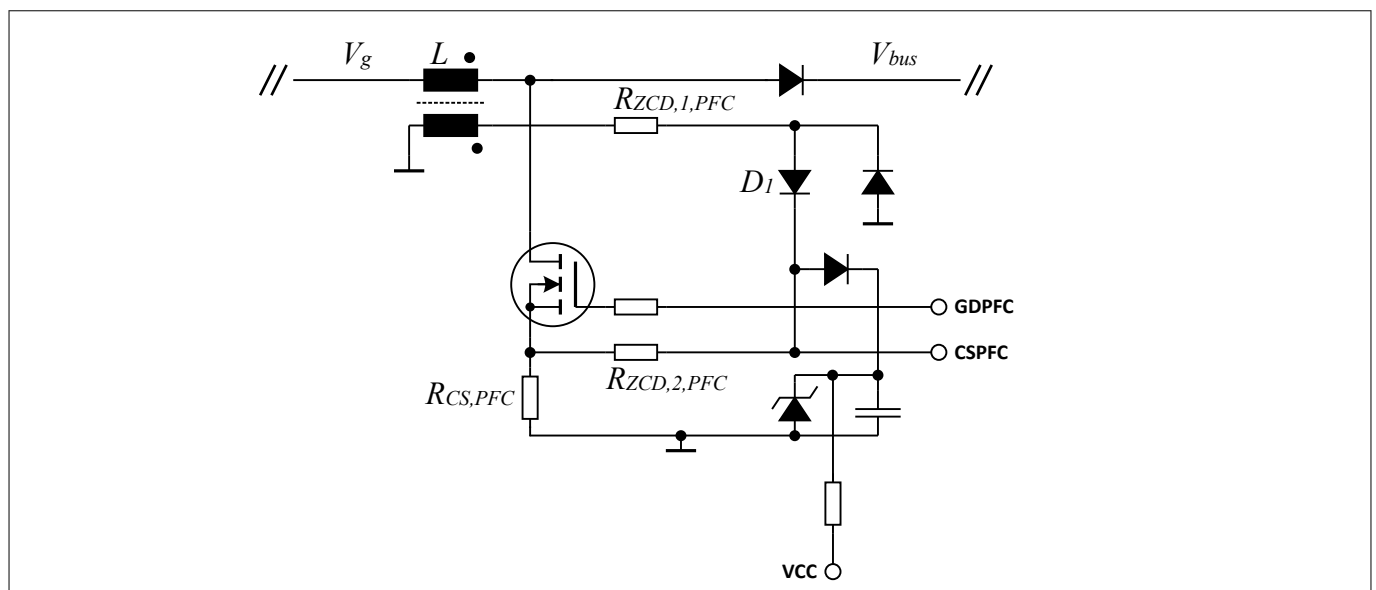 Vg
L
Vbus
RZCD,1,PFC
D1
GDPFC
CSPFC
RZCD,2,PFC
RCS,PFC
VCC